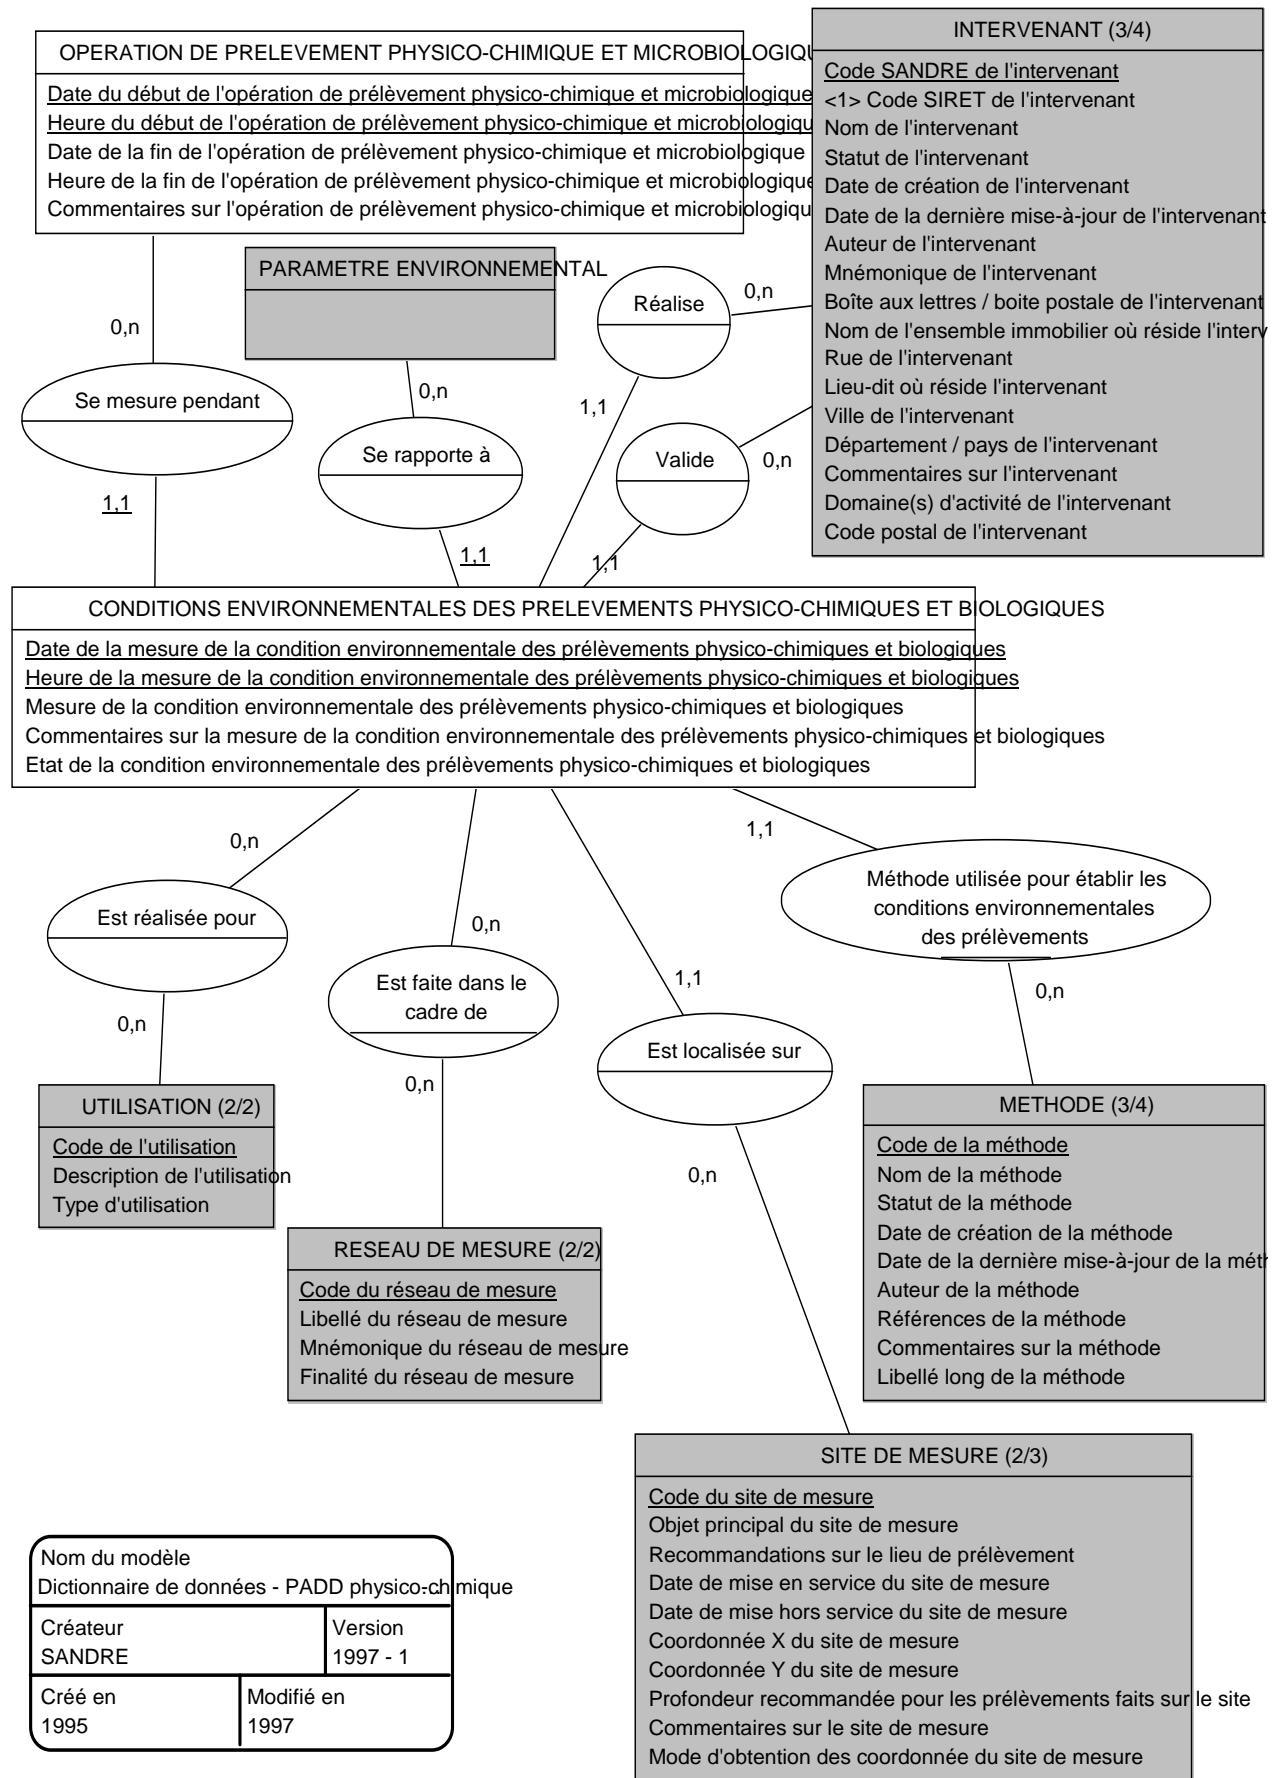 OPERATION DE PRELEVEMENT PHYSICO-CHIMIQUE ET MICROBIOLOGIQU
Date du début de l'opération de prélèvement physico-chimique et microbiologique
Heure du début de l'opération de prélèvement physico-chimique et microbiologiqu
Date de la fin de l'opération de prélèvement physico-chimique et microbiologique
Heure de la fin de l'opération de prélèvement physico-chimique et microbiologique
Commentaires sur l'opération de prélèvement physico-chimique et microbiologiqu
INTERVENANT (3/4)
Code SANDRE de l'intervenant
<1> Code SIRET de l'intervenant
Nom de l'intervenant
Statut de l'intervenant
Date de création de l'intervenant
Date de la dernière mise-à-jour de l'intervenant
Auteur de l'intervenant
Mnémonique de l'intervenant
Boîte aux lettres / boite postale de l'intervenant
Nom de l'ensemble immobilier où réside l'interv
Rue de l'intervenant
Lieu-dit où réside l'intervenant
Ville de l'intervenant
Département / pays de l'intervenant
Commentaires sur l'intervenant
Domaine(s) d'activité de l'intervenant
Code postal de l'intervenant
PARAMETRE ENVIRONNEMENTAL
0,n
Se mesure pendant
1,1
0,n
Se rapporte à
1,1
Réalise
0,n
1,1
Valide
0,n
1,1
CONDITIONS ENVIRONNEMENTALES DES PRELEVEMENTS PHYSICO-CHIMIQUES ET BIOLOGIQUES
Date de la mesure de la condition environnementale des prélèvements physico-chimiques et biologiques
Heure de la mesure de la condition environnementale des prélèvements physico-chimiques et biologiques
Mesure de la condition environnementale des prélèvements physico-chimiques et biologiques
Commentaires sur la mesure de la condition environnementale des prélèvements physico-chimiques et biologiques
Etat de la condition environnementale des prélèvements physico-chimiques et biologiques
0,n
Est réalisée pour
0,n
0,n
Est faite dans le
cadre de
0,n
1,1
Est localisée sur
0,n
1,1
Méthode utilisée pour établir les
conditions environnementales
des prélèvements
0,n
UTILISATION (2/2)
Code de l'utilisation
Description de l'utilisation
Type d'utilisation
RESEAU DE MESURE (2/2)
Code du réseau de mesure
Libellé du réseau de mesure
Mnémonique du réseau de mesure
Finalité du réseau de mesure
METHODE (3/4)
Code de la méthode
Nom de la méthode
Statut de la méthode
Date de création de la méthode
Date de la dernière mise-à-jour de la méth
Auteur de la méthode
Références de la méthode
Commentaires sur la méthode
Libellé long de la méthode
SITE DE MESURE (2/3)
Code du site de mesure
Objet principal du site de mesure
Recommandations sur le lieu de prélèvement
Date de mise en service du site de mesure
Date de mise hors service du site de mesure
Coordonnée X du site de mesure
Coordonnée Y du site de mesure
Profondeur recommandée pour les prélèvements faits sur le site
Commentaires sur le site de mesure
Mode d'obtention des coordonnée du site de mesure
Nom du modèle
Dictionnaire de données - PADD physico-chimique
Créateur
SANDRE
Version
1997 - 1
Créé en
1995
Modifié en
1997